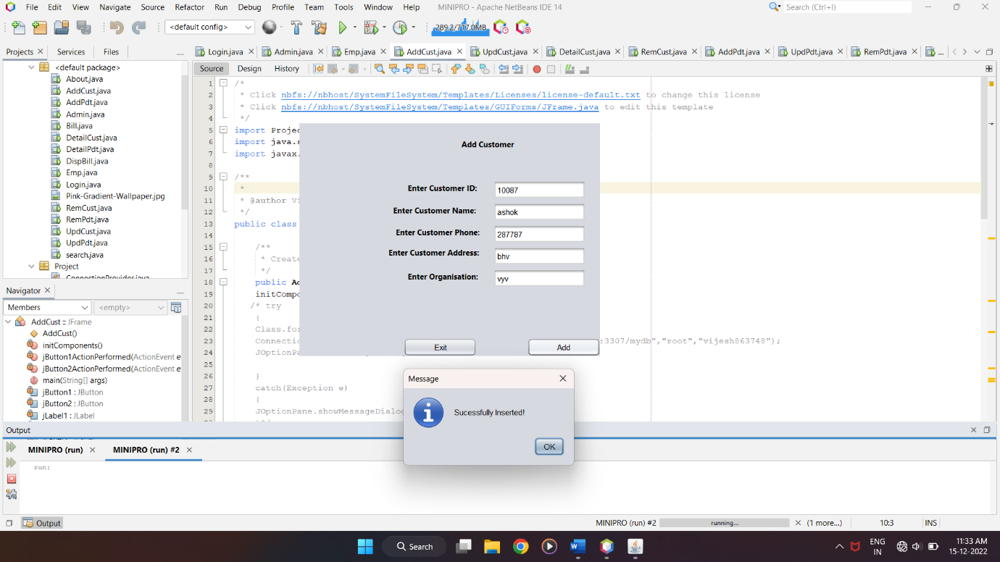 File Edit View Navigate Source Refactor Run Debug Profile Team Tools Window Help MINIPRO - Apache NetBeans IDE 14 Search (Ctrl+I)
<default config> 289.2/717.0MB
Projects Services Files Login.java Admin.java Emp.java AddCust.java UpdCust.java DetailCust.java RemCust.java AddPdt.java UpdPdt.java RemPdt.java ...
Source Design History
<default package>
About.java
AddCust.java
AddPdt.java
Admin.java
Bill.java
DetailCust.java
DetailPdt.java
DispBill.java
Emp.java
Login.java
Pink-Gradient-Wallpaper.jpg
RemCust.java
RemPdt.java
UpdCust.java
UpdPdt.java
search.java
Project
ConnectionProvider.java
Navigator
Members <empty>
AddCust :: JFrame
AddCust()
initComponents()
jButton1ActionPerformed(ActionEvent e
jButton2ActionPerformed(ActionEvent e
main(String[] args)
jButton1 : JButton
jButton2 : JButton
jLabel1 : JLabel
1 /*
2 * Click nbfs://nbhost/SystemFileSystem/Templates/Licenses/license-default.txt to change this license
3 * Click nbfs://nbhost/SystemFileSystem/Templates/GUIForms/JFrame.java to edit this template
4 */
5 import Projec
6 import java.s
7 import javax.
8
9 /**
10 *
11 * @author Vi
12 */
13 public class
14
15 /**
16 * Create
17 */
18 public Ad
19 initCompo
20 /* try
21 {
22 Class.for
23 Connectio :3307/mydb","root","vijesh863748");
24 JOptionPa
25
26 }
27 catch(Exception e)
28 {
29 JOptionPane.showMessageDialo
Add Customer
Enter Customer ID: 10087
Enter Customer Name: ashok
Enter Customer Phone: 287787
Enter Customer Address: bhv
Enter Organisation: vyv
Exit Add
Message
Sucessfully Inserted!
OK
Output
MINIPRO (run) MINIPRO (run) #2
run:
Output MINIPRO (run) #2 running... (1 more...) 10:3 INS
Search ENG 11:33 AM
IN 15-12-2022